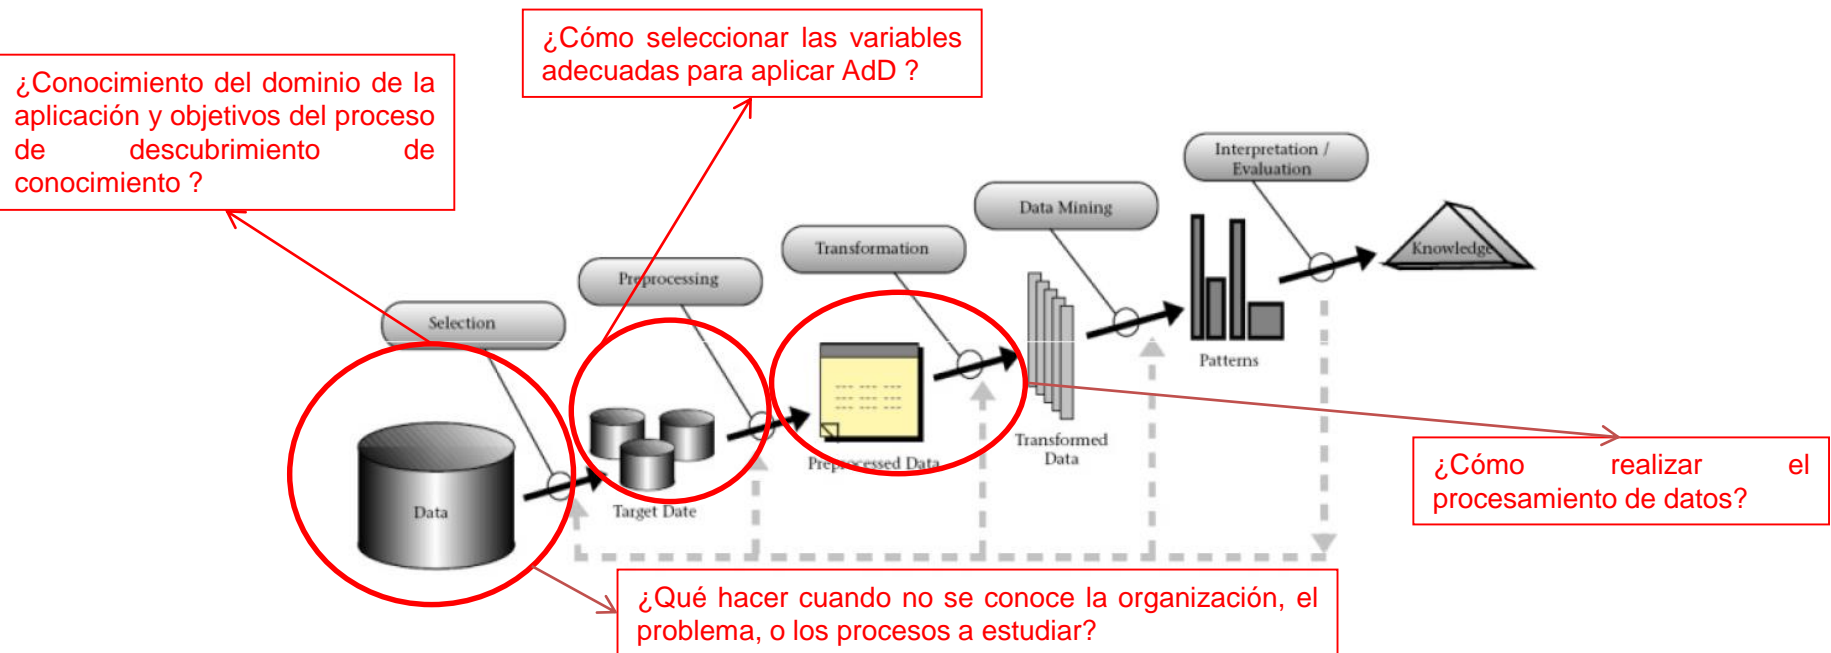 ¿Cómo seleccionar las variables
adecuadas para aplicar AdD ?
¿Conocimiento del dominio de la
aplicación y objetivos del proceso
de descubrimiento de
conocimiento ?
Interpretation /
Evaluation
Data Mining
Transformation
Knowledge
Preprocessing
Selection
Patterns
Transformed
Data
Preprocessed Data
Target Date
Data
¿Cómo realizar el
procesamiento de datos?
¿Qué hacer cuando no se conoce la organización, el
problema, o los procesos a estudiar?